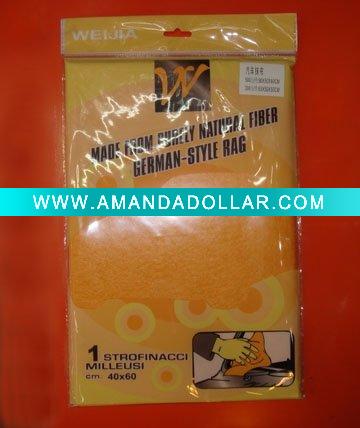 WEIJIA
W
MADE FROM PURELY NATURAL FIBER
GERMAN-STYLE RAG
WWW.AMANDADOLLAR.COM
1 STROFINACCI
MILLEUSI
cm. 40x60